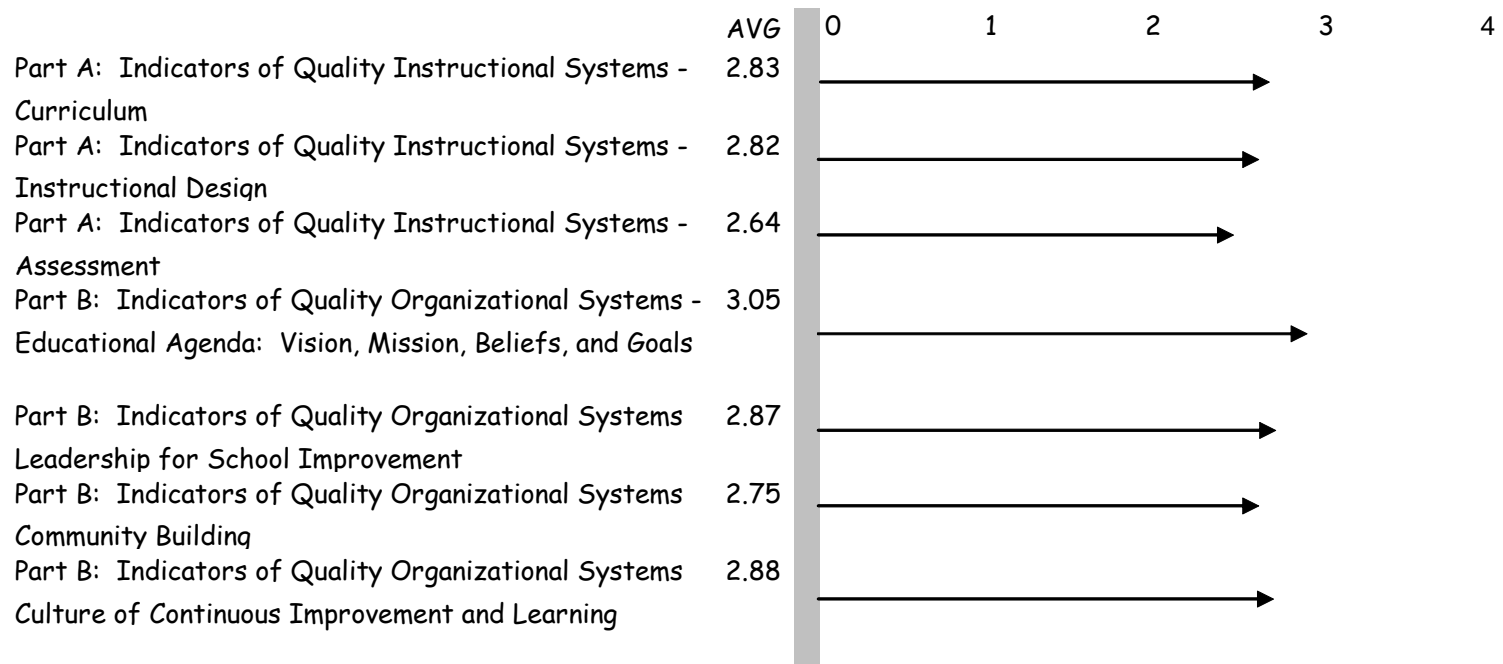 AVG 0 1 2 3 4
Part A:  Indicators of Quality Instructional Systems - 2.83
Curriculum
Part A:  Indicators of Quality Instructional Systems - 2.82
Instructional Design
Part A:  Indicators of Quality Instructional Systems - 2.64
Assessment
Part B:  Indicators of Quality Organizational Systems - 3.05
Educational Agenda:  Vision, Mission, Beliefs, and Goals
Part B:  Indicators of Quality Organizational Systems 2.87
Leadership for School Improvement
Part B:  Indicators of Quality Organizational Systems 2.75
Community Building
Part B:  Indicators of Quality Organizational Systems 2.88
Culture of Continuous Improvement and Learning